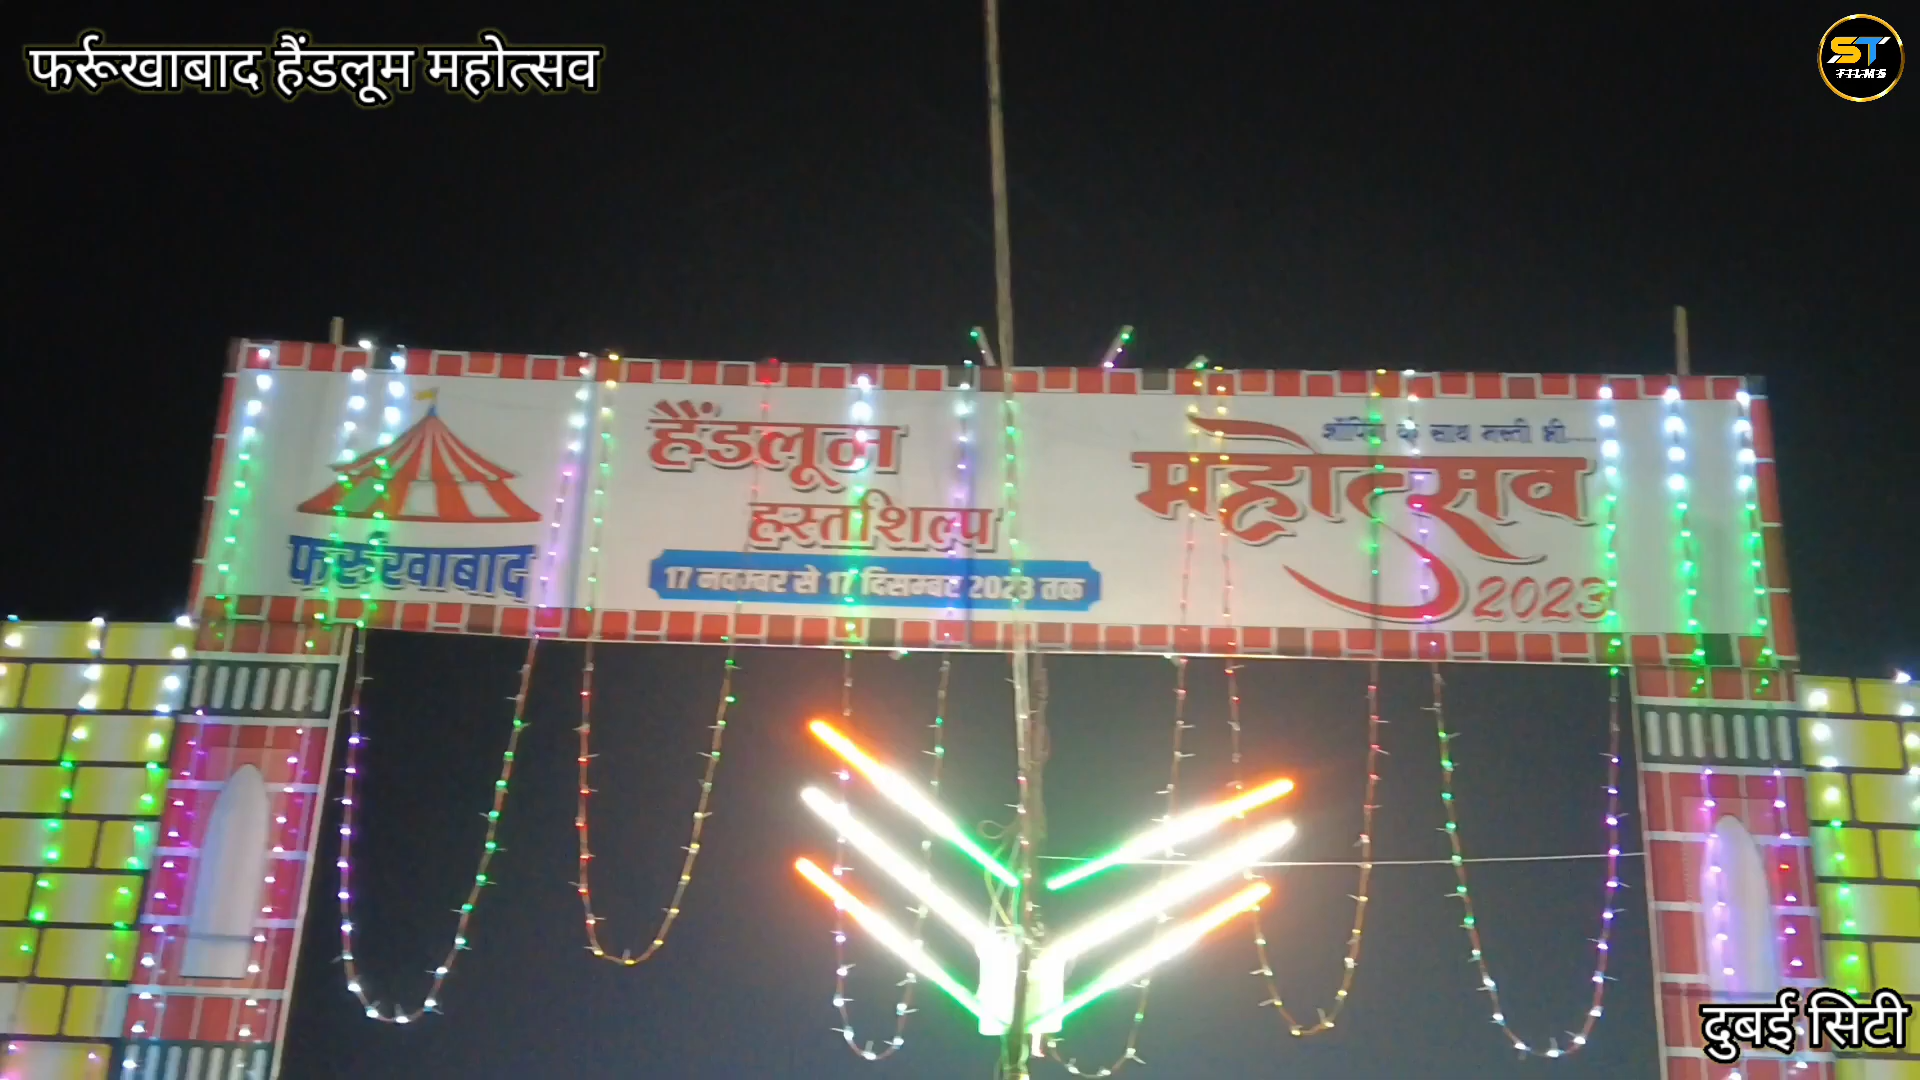 फर्रूखाबाद हैंडलूम महोत्सव
ST
FILMS
फर्रुखाबाद
हैंडलूम
हस्तशिल्प
17 नवम्बर से 17 दिसम्बर 2023 तक
शॉपिंग के साथ मस्ती भी....
महोत्सव
2023
दुबई सिटी